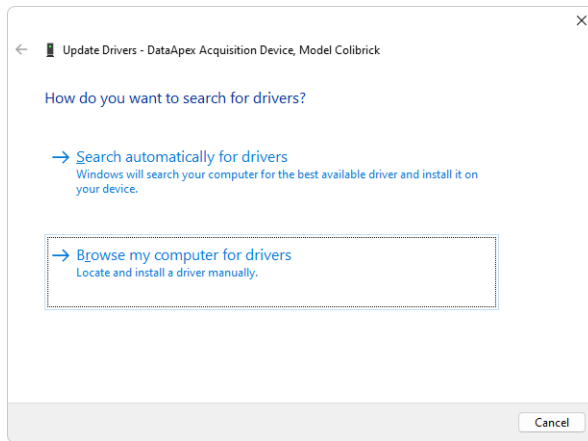 Update Drivers - DataApex Acquisition Device, Model Colibrick
How do you want to search for drivers?
Search automatically for drivers
Windows will search your computer for the best available driver and install it on
your device.
Browse my computer for drivers
Locate and install a driver manually.
Cancel